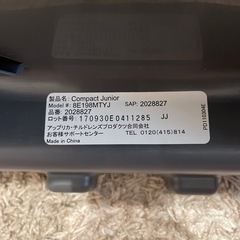 製品名: Compact Junior
Model #: 8E198MTYJ SAP: 2028827
品番: 2028827
ロット番号 170930E0411285 JJ
アップリカ・チルドレンズプロダクツ合同会社
お客様サポートセンター TEL 0120(415)814
Made in China
PD110304E